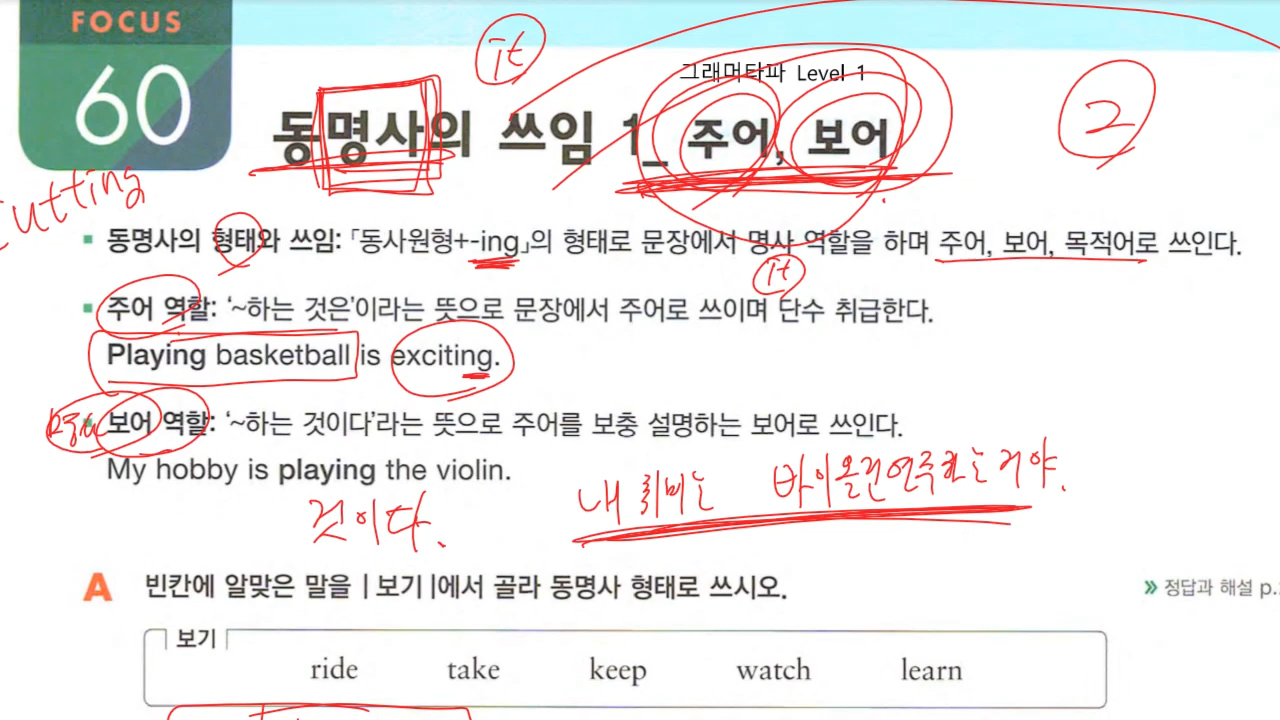 FOCUS
60
it
그래머타파 Level 1
동명사의 쓰임 1_ 주어, 보어
2
cutting
동명사의 형태와 쓰임: 「동사원형+-ing」의 형태로 문장에서 명사 역할을 하며 주어, 보어, 목적어로 쓰인다.
it
주어 역할: ‘~하는 것은’이라는 뜻으로 문장에서 주어로 쓰이며 단수 취급한다.
Playing basketball is exciting.
보어 역할: ‘~하는 것이다’라는 뜻으로 주어를 보충 설명하는 보어로 쓰인다.
My hobby is playing the violin.
내 취미는 바이올린연주하는거야.
것이다.
A 빈칸에 알맞은 말을 |보기|에서 골라 동명사 형태로 쓰시오.
» 정답과 해설 p.
보기
ride take keep watch learn